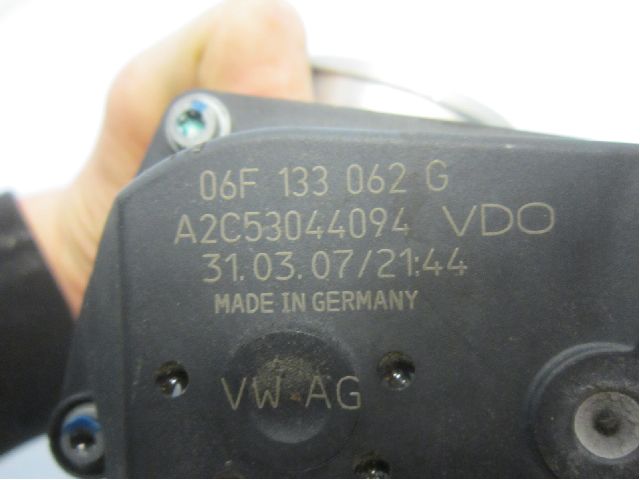 06F 133 062 G
A2C53044094 VDO
31.03.07/21:44
MADE IN GERMANY
VW AG